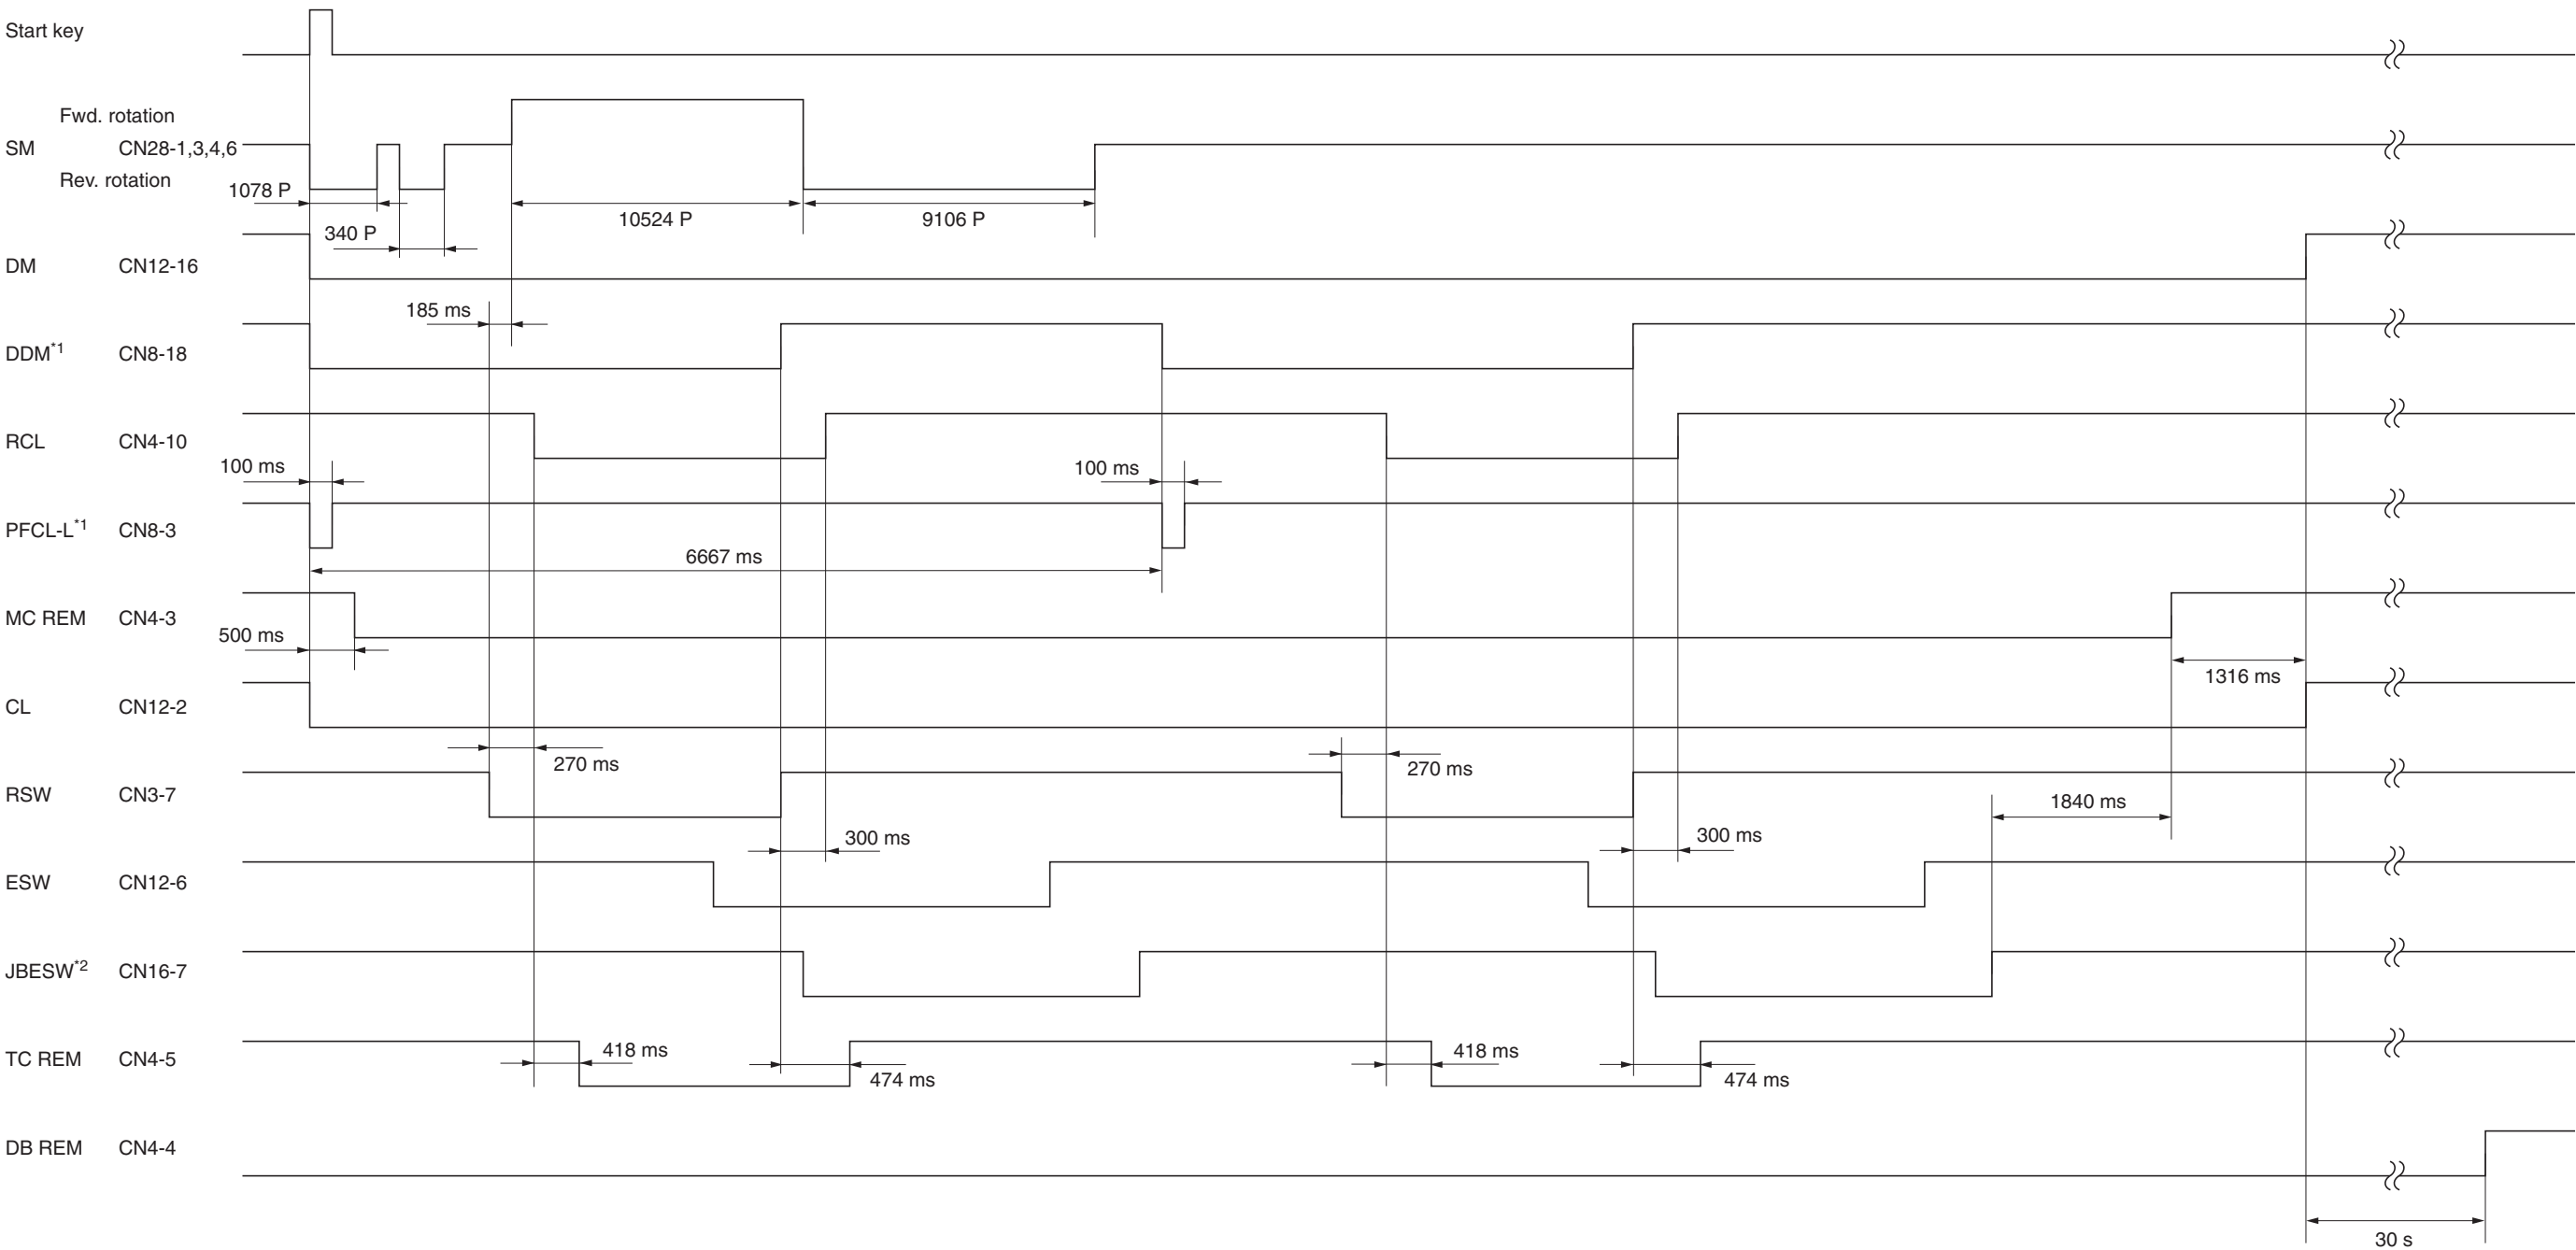 Start key
Fwd. rotation
SM CN28-1,3,4,6
Rev. rotation
1078 P
10524 P
9106 P
340 P
DM CN12-16
185 ms
DDM*1 CN8-18
RCL CN4-10
100 ms
100 ms
PFCL-L*1 CN8-3
6667 ms
MC REM CN4-3
500 ms
1316 ms
CL CN12-2
270 ms
270 ms
RSW CN3-7
1840 ms
300 ms
300 ms
ESW CN12-6
JBESW*2 CN16-7
TC REM CN4-5
418 ms
418 ms
474 ms
474 ms
DB REM CN4-4
30 s